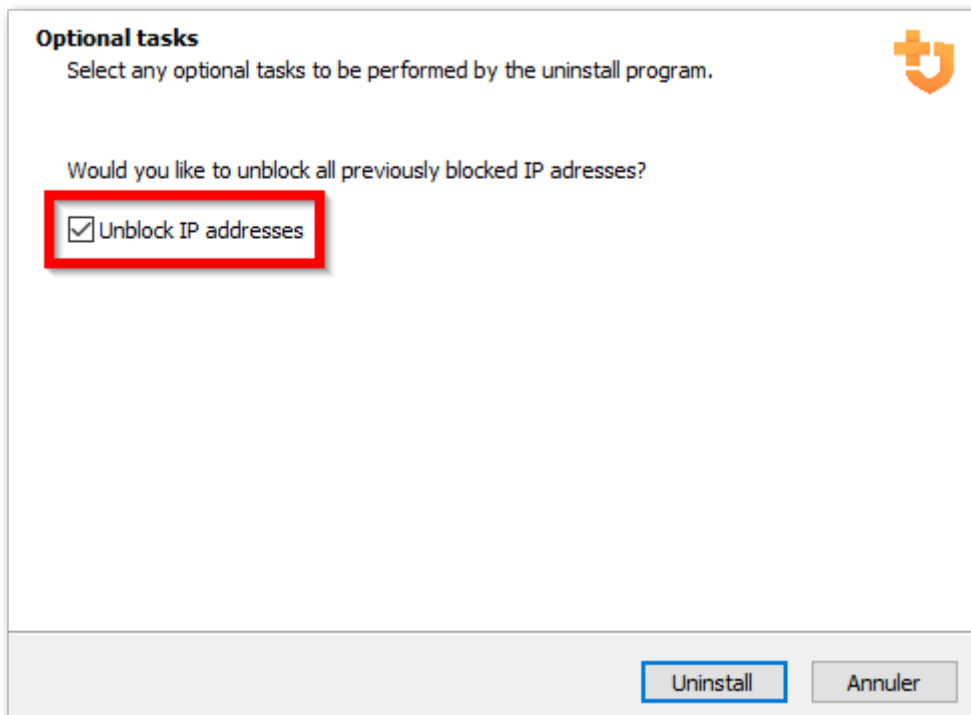 Optional tasks
Select any optional tasks to be performed by the uninstall program.
Would you like to unblock all previously blocked IP adresses?
Unblock IP addresses
Uninstall
Annuler